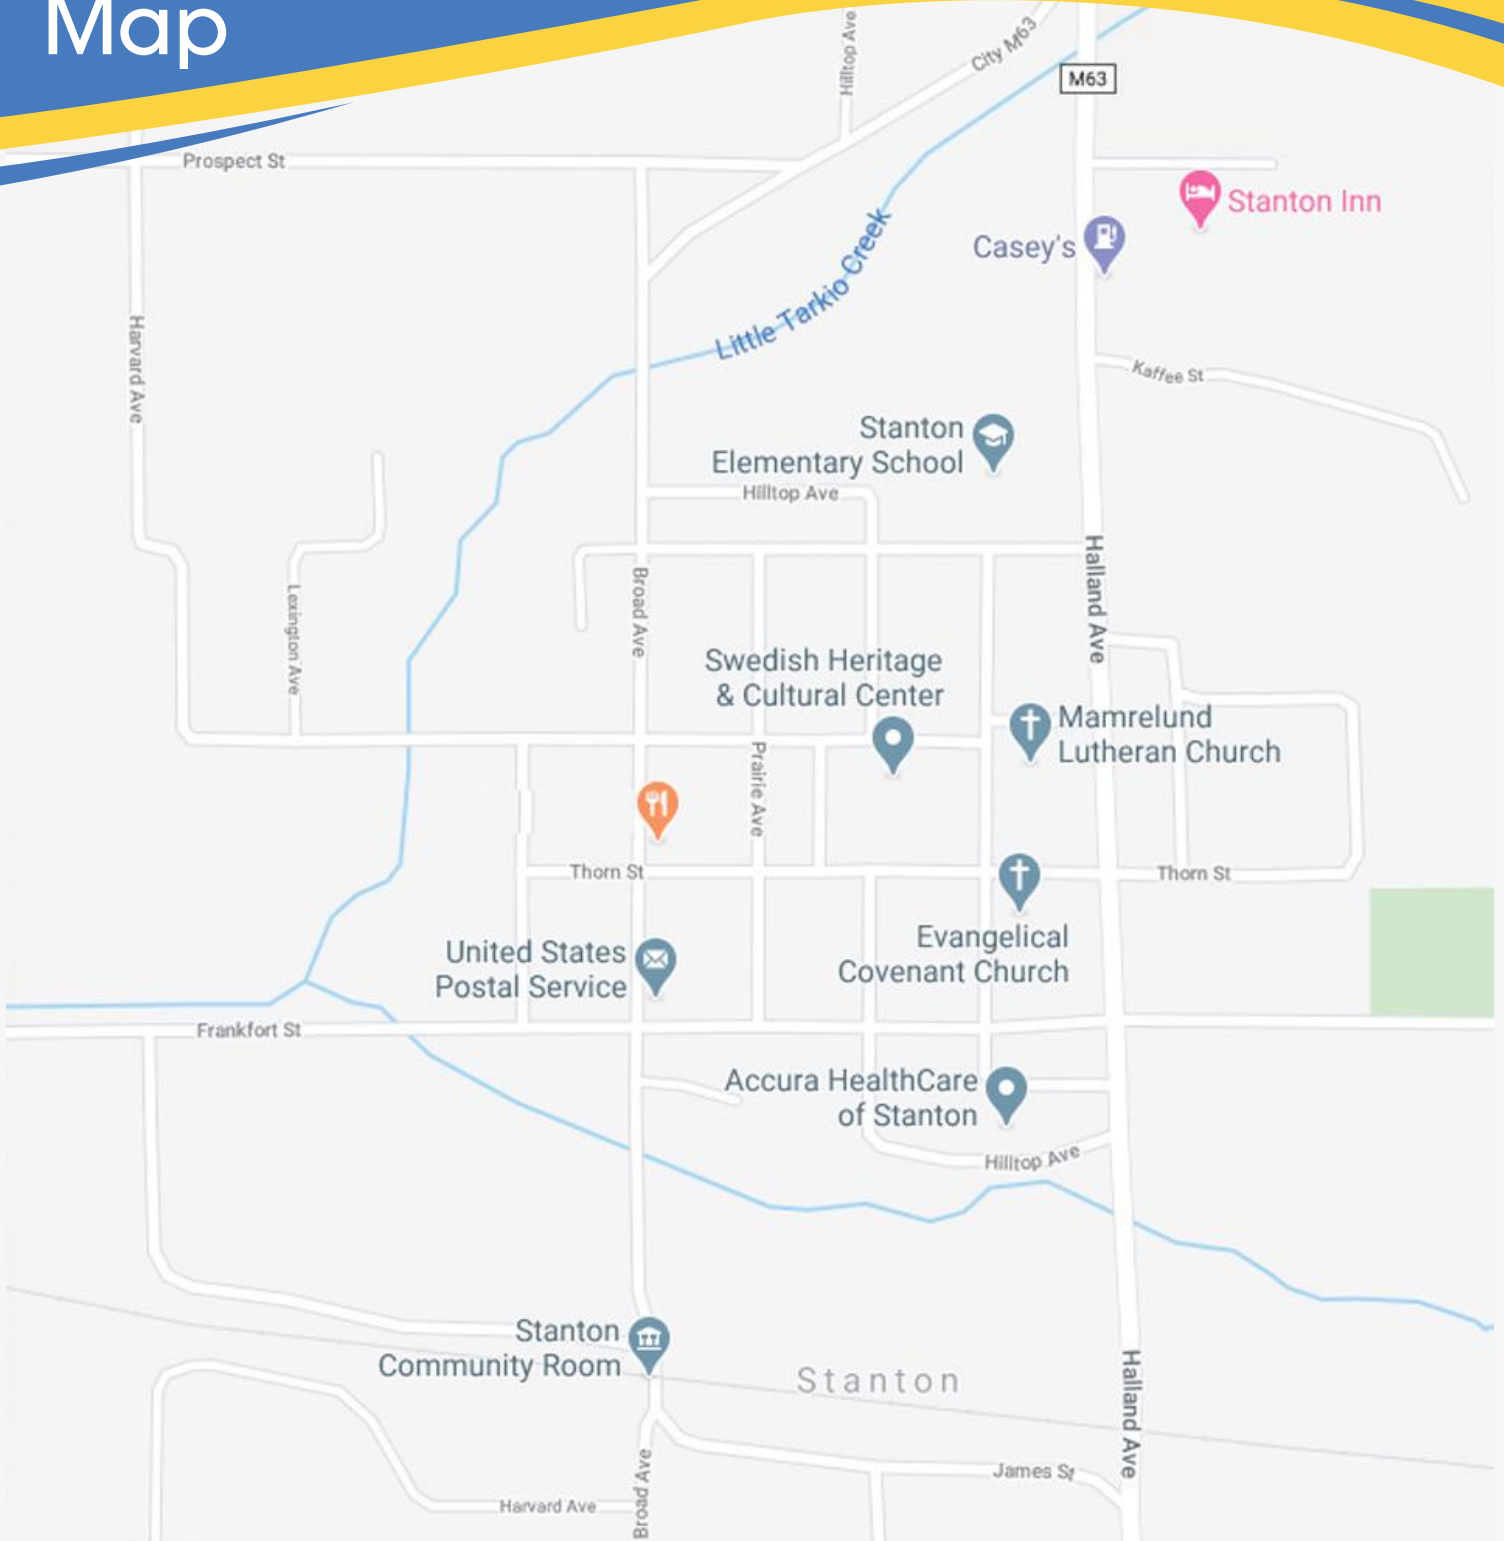 Map
Hilltop Ave
City M63
M63
Prospect St
Stanton Inn
Casey's
Little Tarkio Creek
Harvard Ave
Kaffee St
Stanton
Elementary School
Hilltop Ave
Halland Ave
Broad Ave
Lexington Ave
Swedish Heritage
& Cultural Center
Mamrelund
Lutheran Church
Prairie Ave
Thorn St
Thorn St
Evangelical
Covenant Church
United States
Postal Service
Frankfort St
Accura HealthCare
of Stanton
Hilltop Ave
Stanton
Community Room
Stanton
Halland Ave
James St
Harvard Ave
Broad Ave